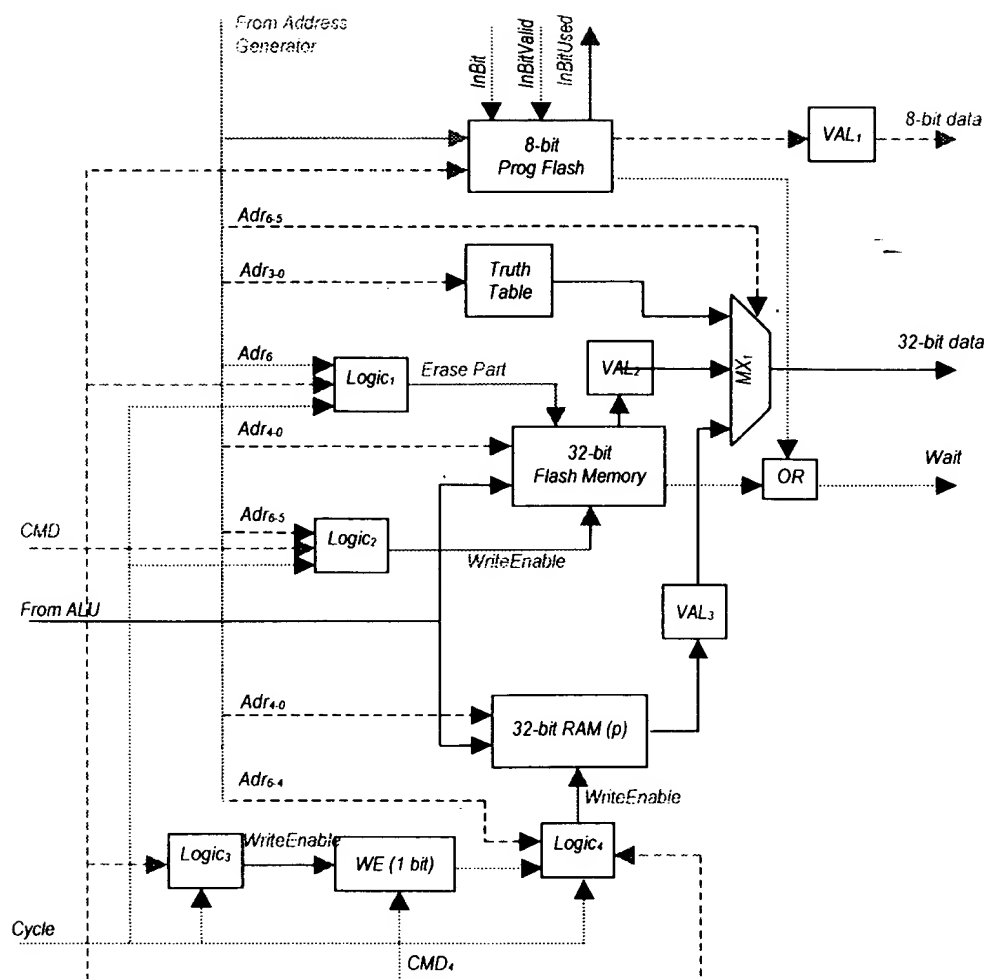 From Address
Generator
InBit
InBitValid
InBitUsed
8-bit
Prog Flash
VAL₁
8-bit data
Adr₆₋₅
Adr₃₋₀
Truth
Table
MX₁
32-bit data
Adr₆
Logic₁
Erase Part
VAL₂
Adr₄₋₀
32-bit
Flash Memory
OR
Wait
Adr₆₋₅
CMD
Logic₂
WriteEnable
From ALU
VAL₃
Adr₄₋₀
32-bit RAM (p)
Adr₆₋₄
WriteEnable
Logic₃
WriteEnable
WE (1 bit)
Logic₄
Cycle
CMD₄